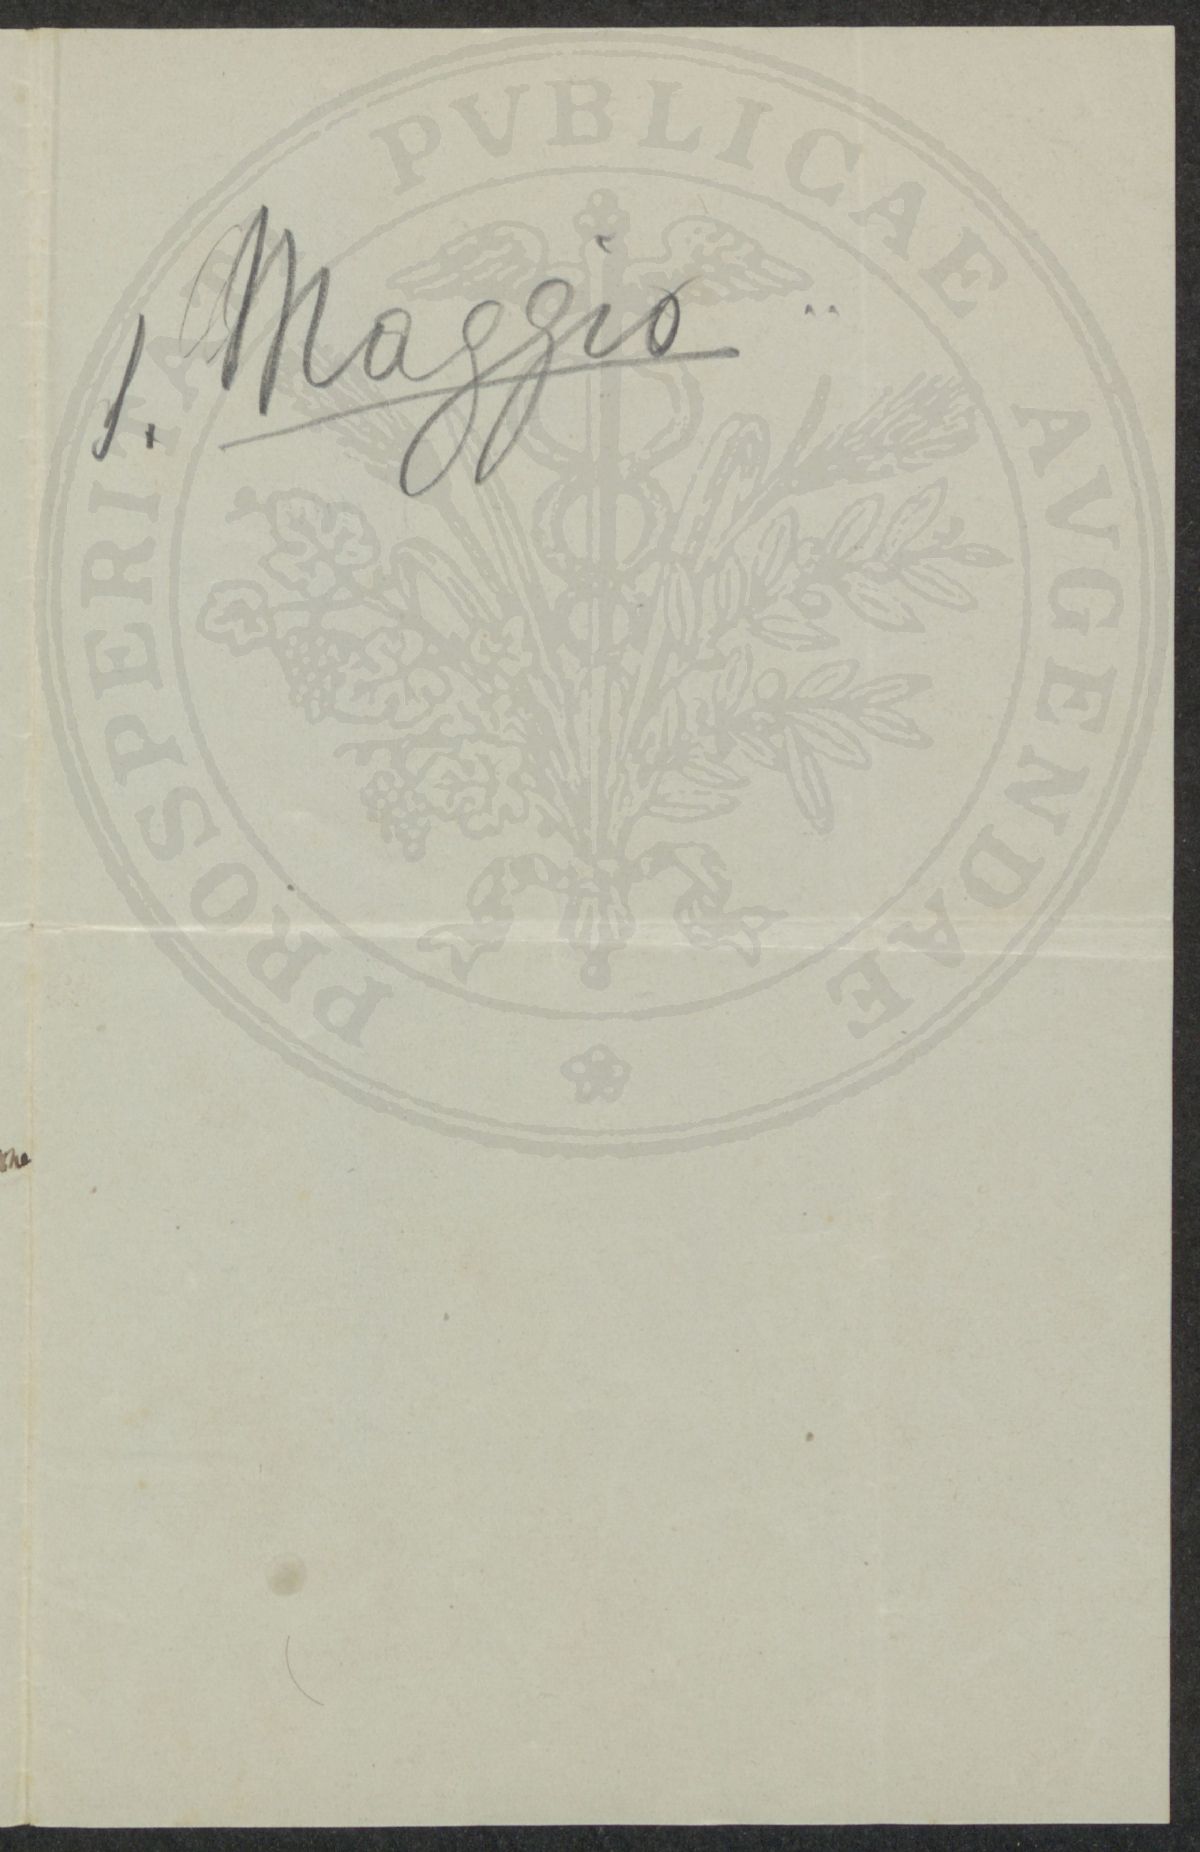 1. Maggio
PROSPERITATI PVBLICAE AVGENDAE